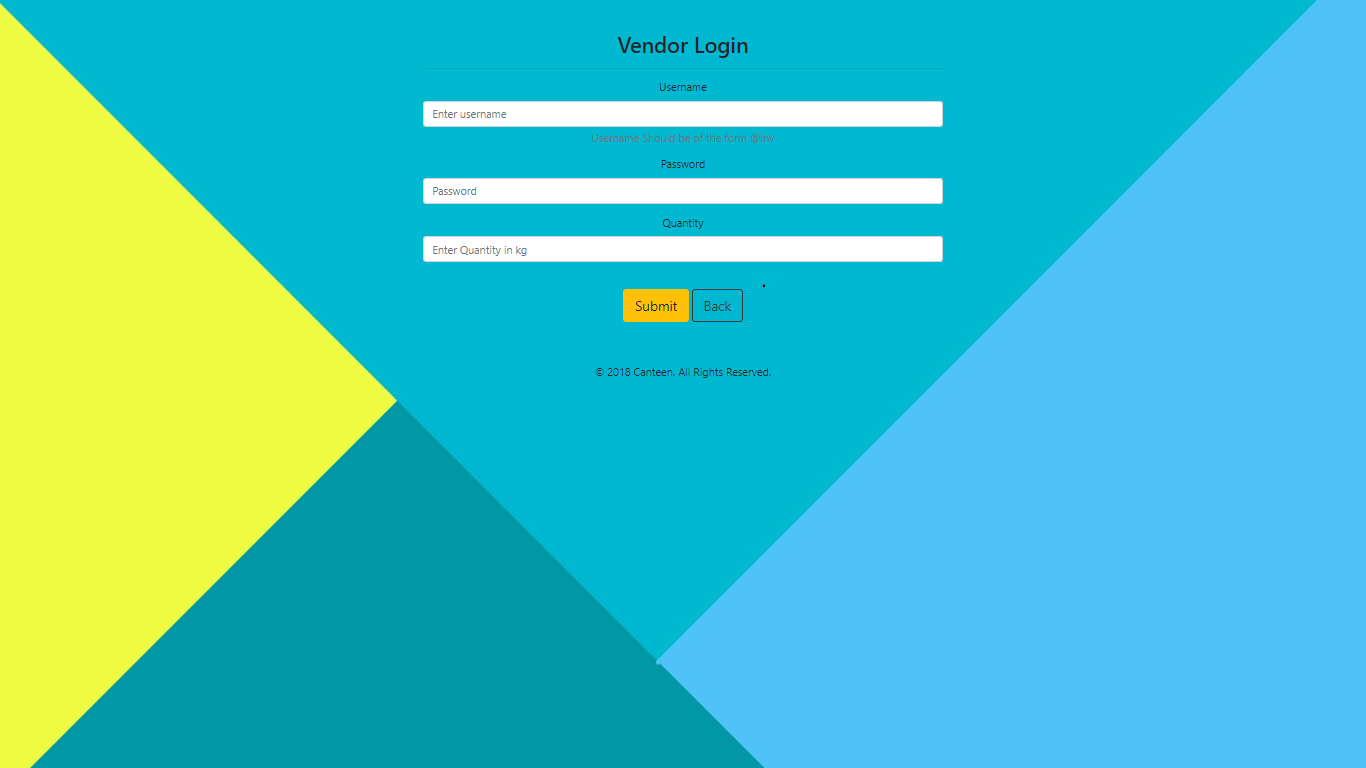 Vendor Login
Username
Enter username
Username Should be of the form @inv
Password
Password
Quantity
Enter Quantity in kg
Submit Back
© 2018 Canteen. All Rights Reserved.